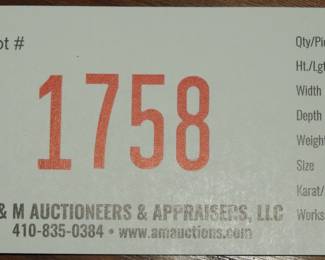 ot #
1758
& M AUCTIONEERS & APPRAISERS, LLC
410-835-0384 • www.amauctions.com
Qty/Pi
Ht./Lgt
Width
Depth
Weight
Size
Karat/
Works